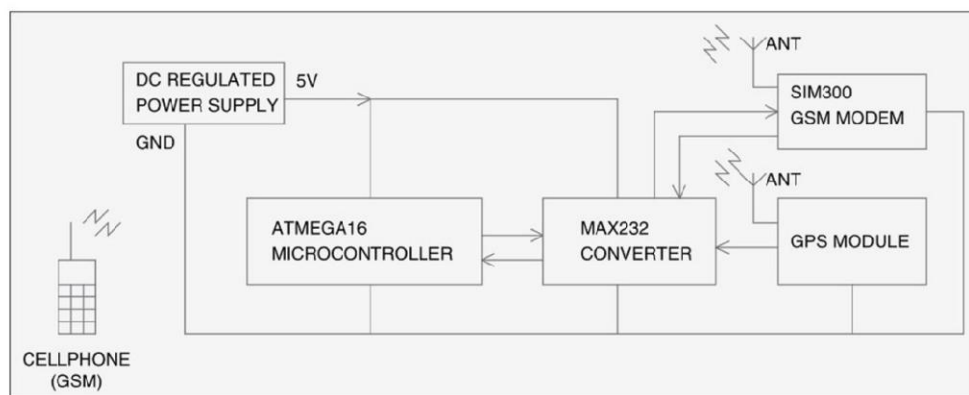 ANT
DC REGULATED
POWER SUPPLY
5V
GND
SIM300
GSM MODEM
ANT
ATMEGA16
MICROCONTROLLER
MAX232
CONVERTER
GPS MODULE
CELLPHONE
(GSM)